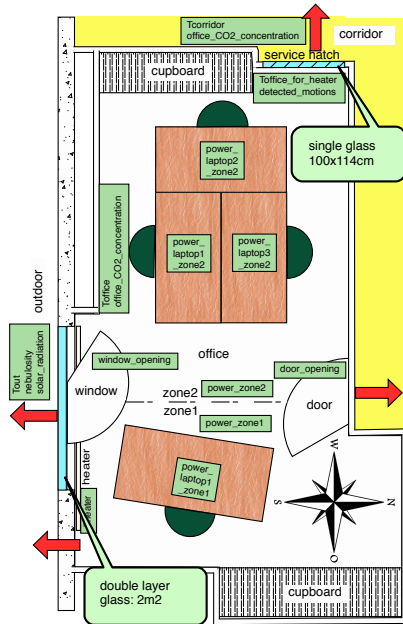 Tcorridor
office_CO2_concentration
corridor
service hatch
cupboard
Toffice_for_heater
detected_motions
single glass
100x114cm
power_
laptop2
_zone2
power_
laptop1
_zone2
power_
laptop3
_zone2
Toffice
office_CO2_concentration
outdoor
Tout
nebulosity
solar_radiation
window_opening
office
door_opening
window
zone2
zone1
power_zone2
power_zone1
door
heater
heater
power_
laptop1
_zone1
W
S
N
O
double layer
glass: 2m2
cupboard